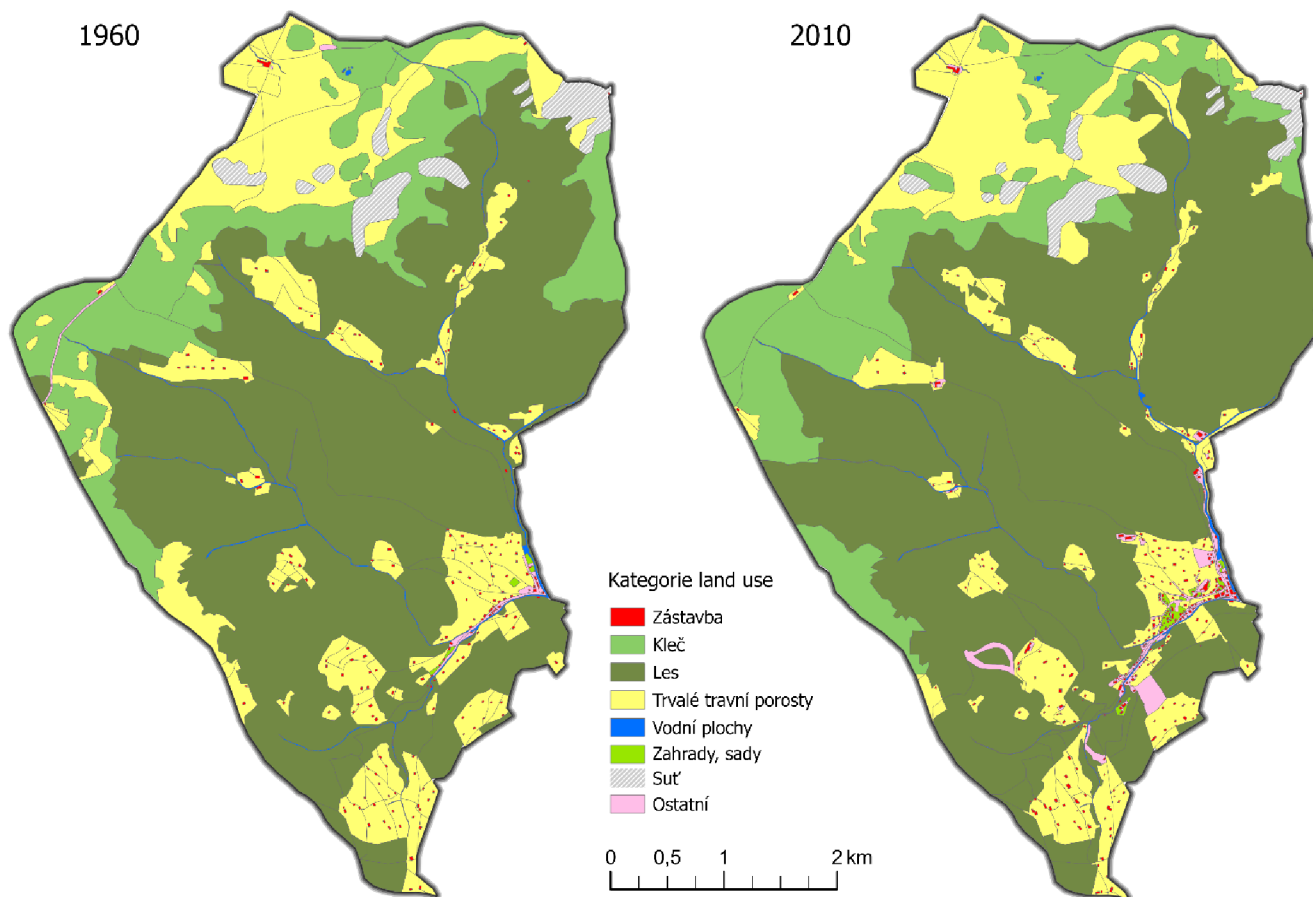 1960
2010
Kategorie land use
Zástavba
Kleč
Les
Trvalé travní porosty
Vodní plochy
Zahrady, sady
Suť
Ostatní
0 0,5 1 2 km